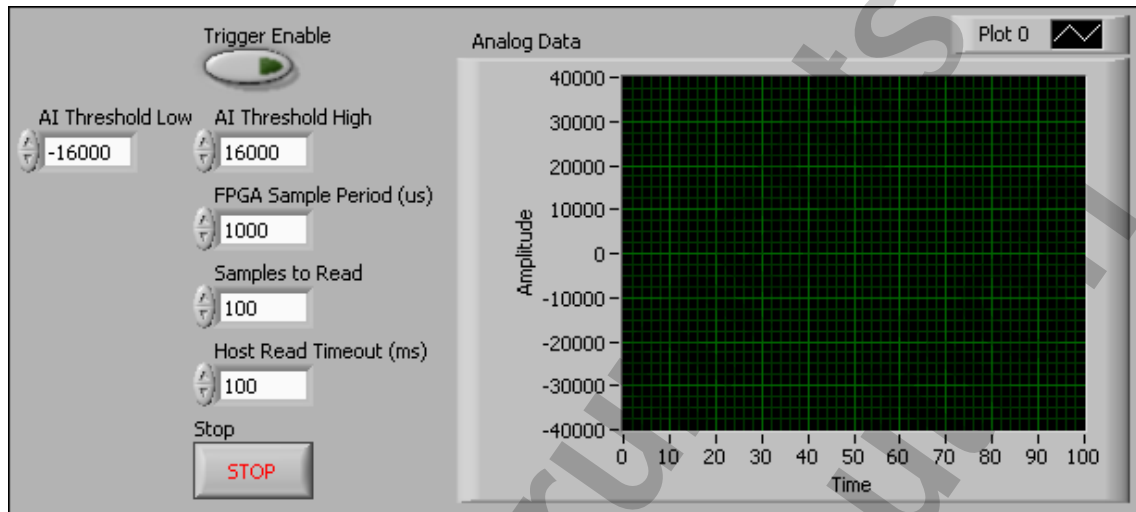 Trigger Enable
AI Threshold Low
-16000
AI Threshold High
16000
FPGA Sample Period (us)
1000
Samples to Read
100
Host Read Timeout (ms)
100
Stop
STOP
Analog Data
Plot 0
Amplitude
40000
30000
20000
10000
0
-10000
-20000
-30000
-40000
0 10 20 30 40 50 60 70 80 90 100
Time